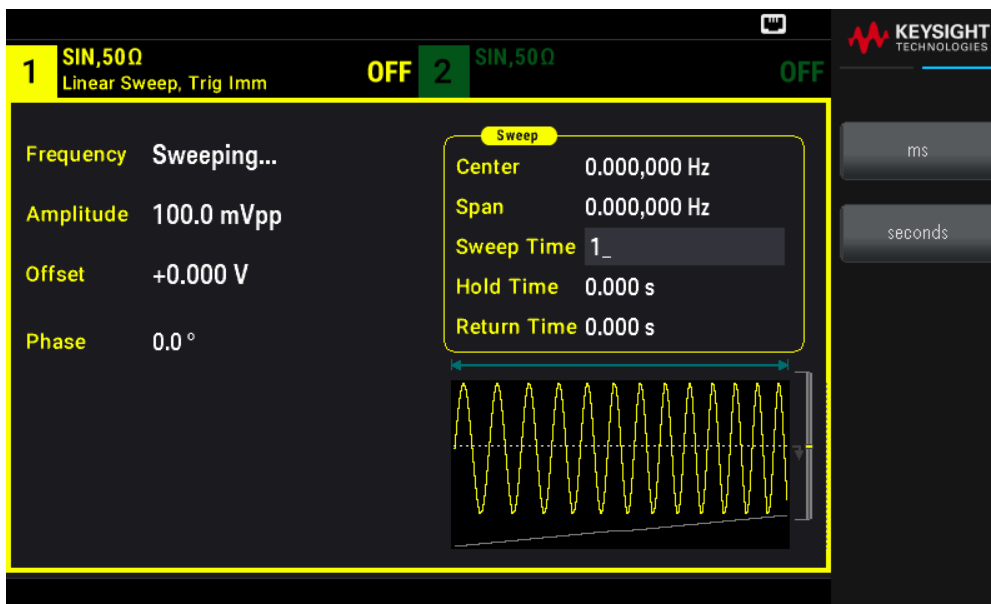 KEYSIGHT
TECHNOLOGIES
1
SIN,50Ω
Linear Sweep, Trig Imm
OFF
2
SIN,50Ω
OFF
Frequency Sweeping...
Amplitude 100.0 mVpp
Offset +0.000 V
Phase 0.0 °
Sweep
Center 0.000,000 Hz
Span 0.000,000 Hz
Sweep Time 1_
Hold Time 0.000 s
Return Time 0.000 s
ms
seconds